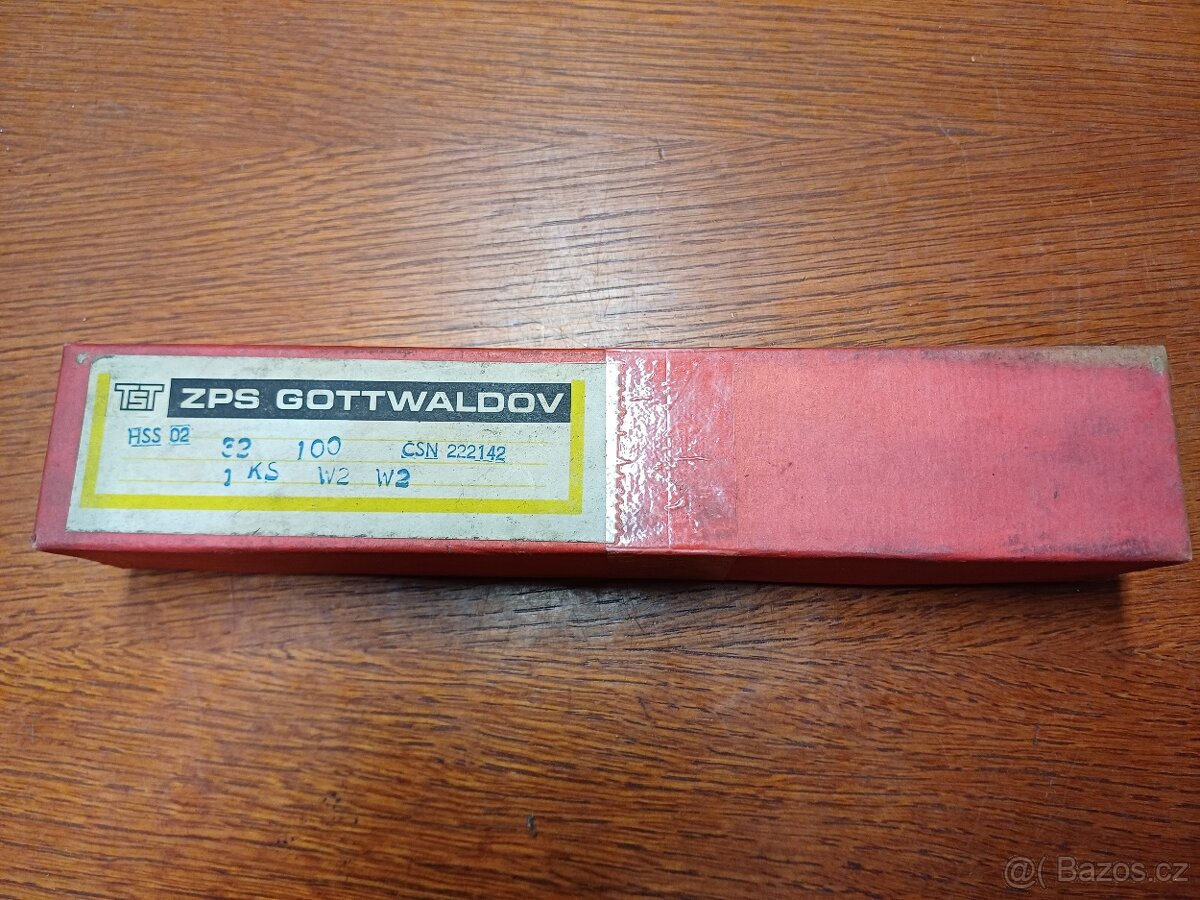 TST ZPS GOTTWALDOV
HSS 02 32 100 ČSN 222142
1 KS W2 W2
@( Bazos.cz